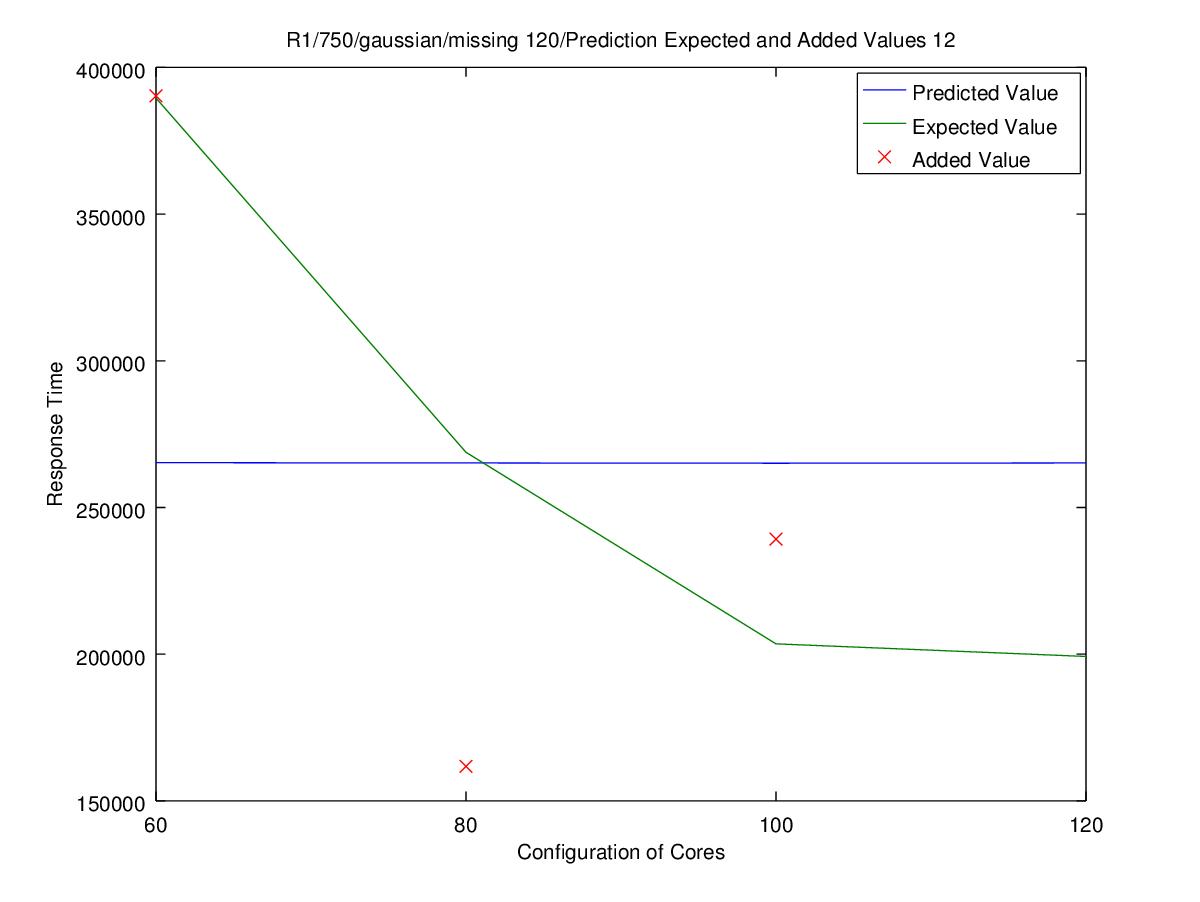 R1/750/gaussian/missing 120/Prediction Expected and Added Values 12
400000
350000
300000
250000
200000
150000
Response Time
Predicted Value
Expected Value
Added Value
60
80
100
120
Configuration of Cores